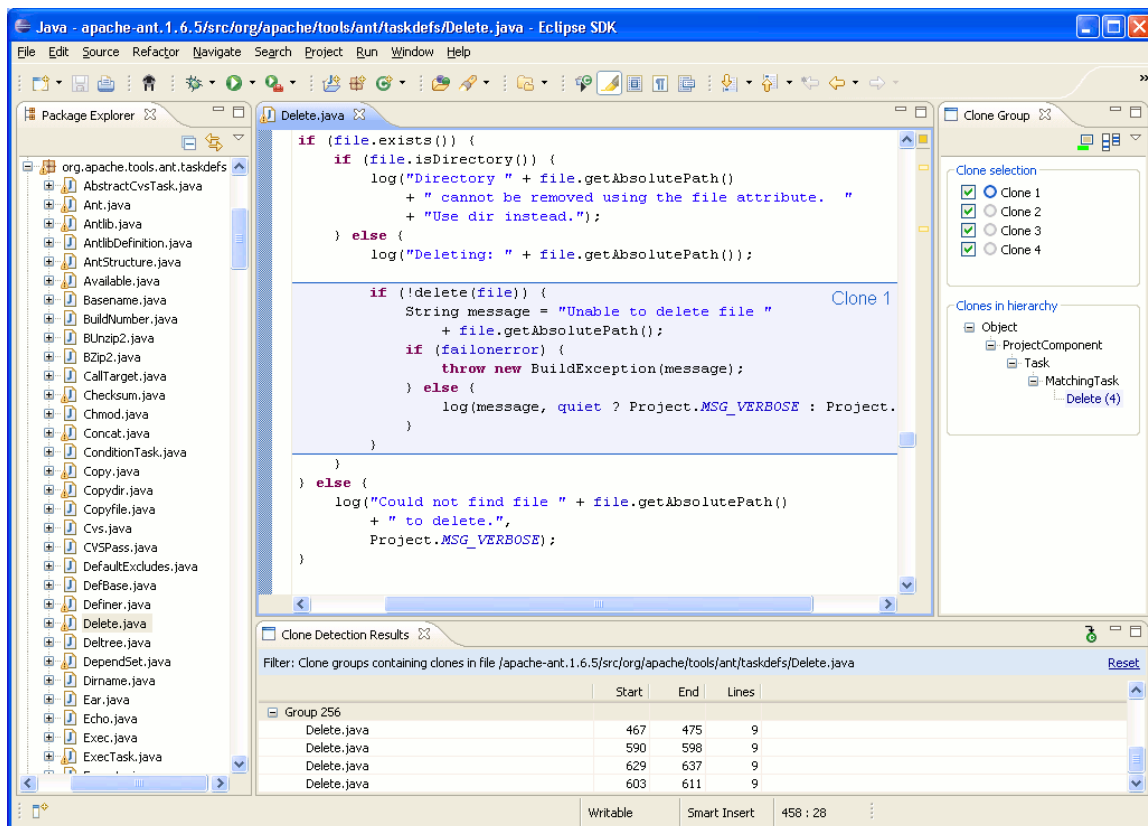 Java - apache-ant.1.6.5/src/org/apache/tools/ant/taskdefs/Delete.java - Eclipse SDK
File Edit Source Refactor Navigate Search Project Run Window Help
Package Explorer
org.apache.tools.ant.taskdefs
AbstractCvsTask.java
Ant.java
Antlib.java
AntlibDefinition.java
AntStructure.java
Available.java
Basename.java
BuildNumber.java
BUnzip2.java
BZip2.java
CallTarget.java
Checksum.java
Chmod.java
Concat.java
ConditionTask.java
Copy.java
Copydir.java
Copyfile.java
Cvs.java
CVSPass.java
DefaultExcludes.java
DefBase.java
Definer.java
Delete.java
Deltree.java
DependSet.java
Dirname.java
Ear.java
Echo.java
Exec.java
ExecTask.java
Delete.java
if (file.exists()) {
if (file.isDirectory()) {
log("Directory " + file.getAbsolutePath()
+ " cannot be removed using the file attribute.  "
+ "Use dir instead.");
} else {
log("Deleting: " + file.getAbsolutePath());
if (!delete(file)) {
Clone 1
String message = "Unable to delete file "
+ file.getAbsolutePath();
if (failonerror) {
throw new BuildException(message);
} else {
log(message, quiet ? Project.MSG_VERBOSE : Project.
}
}
}
} else {
log("Could not find file " + file.getAbsolutePath()
+ " to delete.",
Project.MSG_VERBOSE);
}
Clone Group
Clone selection
Clone 1
Clone 2
Clone 3
Clone 4
Clones in hierarchy
Object
ProjectComponent
Task
MatchingTask
Delete (4)
Clone Detection Results
Filter: Clone groups containing clones in file /apache-ant.1.6.5/src/org/apache/tools/ant/taskdefs/Delete.java Reset
Start End Lines
Group 256
Delete.java 467 475 9
Delete.java 590 598 9
Delete.java 629 637 9
Delete.java 603 611 9
Writable Smart Insert 458 : 28